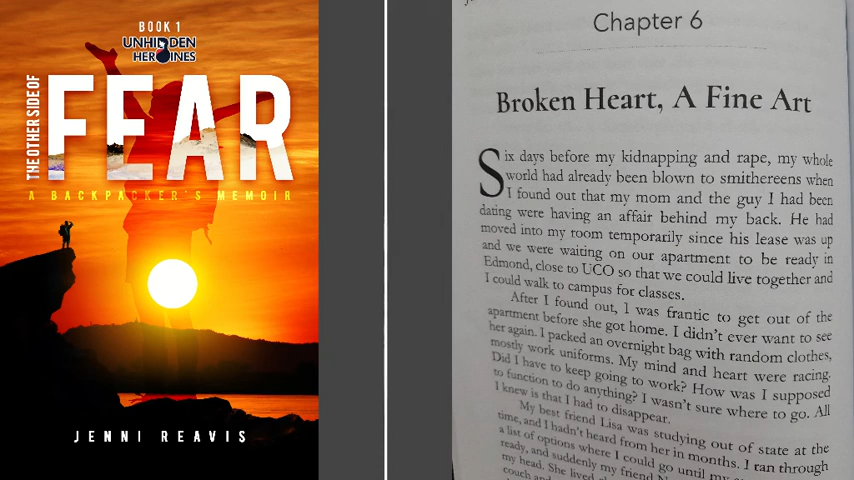 BOOK 1
UNHIDDEN
HEROINES
THE OTHER SIDE OF
FEAR
A BACKPACKER'S MEMOIR
JENNI REAVIS
Chapter 6
Broken Heart, A Fine Art
Six days before my kidnapping and rape, my whole
world had already been blown to smithereens when
I found out that my mom and the guy I had been
dating were having an affair behind my back. He had
moved into my room temporarily since his lease was up
and we were waiting on our apartment to be ready in
Edmond, close to UCO so that we could live together and
I could walk to campus for classes.
After I found out, I was frantic to get out of the
apartment before she got home. I didn't ever want to see
her again. I packed an overnight bag with random clothes,
mostly work uniforms. My mind and heart were racing.
Did I have to keep going to work? How was I supposed
to function to do anything? I wasn't sure where to go. All
I knew is that I had to disappear.
My best friend Lisa was studying out of state at the
time, and I hadn't heard from her in months. I ran through
a list of options where I could go until my
ready, and suddenly my friend
my head. She lived
couch and